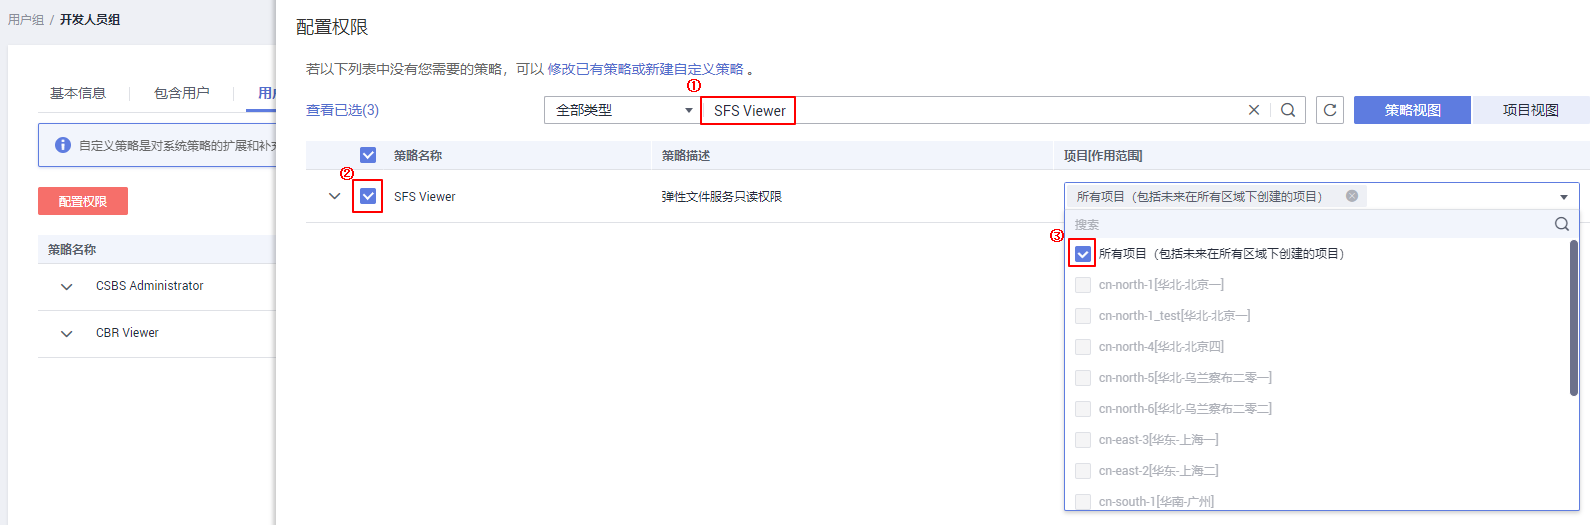 用户组 / 开发人员组
基本信息
包含用户
自定义策略是对系统策略的扩展和补
配置权限
策略名称
CSBS Administrator
CBR Viewer
配置权限
若以下列表中没有您需要的策略，可以 修改已有策略或新建自定义策略 。
①
查看已选(3)
全部类型
SFS Viewer
策略视图
项目视图
策略名称
策略描述
项目[作用范围]
②
SFS Viewer
弹性文件服务只读权限
所有项目（包括未来在所有区域下创建的项目）
搜索
③
所有项目（包括未来在所有区域下创建的项目）
cn-north-1[华北-北京一]
cn-north-1_test[华北-北京一]
cn-north-4[华北-北京四]
cn-north-5[华北-乌兰察布二零一]
cn-north-6[华北-乌兰察布二零二]
cn-east-3[华东-上海一]
cn-east-2[华东-上海二]
cn-south-1[华南-广州]